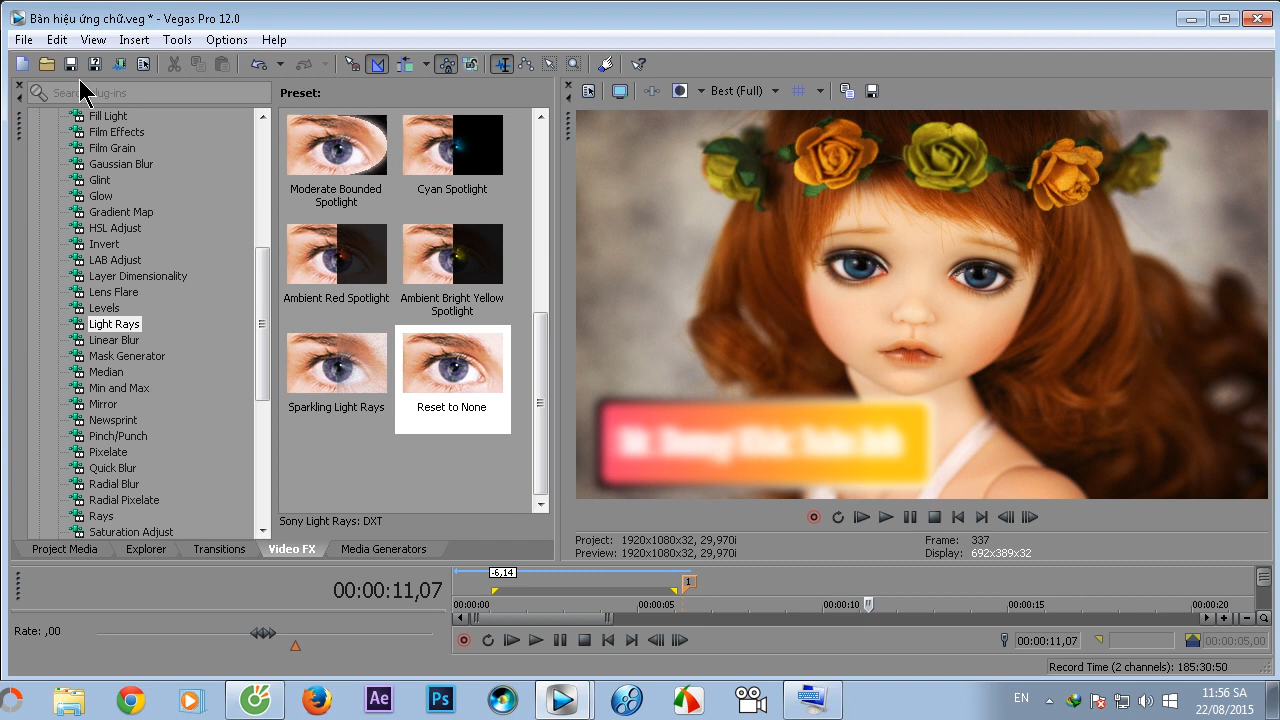 Bàn hiệu ứng chữ.veg * - Vegas Pro 12.0
File Edit View Insert Tools Options Help
Preset:
Best (Full)
Fill Light
Film Effects
Film Grain
Gaussian Blur
Glint
Glow
Gradient Map
HSL Adjust
Invert
LAB Adjust
Layer Dimensionality
Lens Flare
Levels
Light Rays
Linear Blur
Mask Generator
Median
Min and Max
Mirror
Newsprint
Pinch/Punch
Pixelate
Quick Blur
Radial Blur
Radial Pixelate
Rays
Saturation Adjust
Moderate Bounded Spotlight
Cyan Spotlight
Ambient Red Spotlight
Ambient Bright Yellow Spotlight
Sparkling Light Rays
Reset to None
Sony Light Rays: DXT
Project Media Explorer Transitions Video FX Media Generators
Project: 1920x1080x32, 29,970i
Preview: 1920x1080x32, 29,970i
Frame: 337
Display: 692x389x32
00:00:11,07
Rate: ,00
-6,14
1
00:00:00 00:00:05 00:00:10 00:00:15 00:00:20
00:00:11,07
00:00:05,00
Record Time (2 channels): 185:30:50
Ae
Ps
EN
11:56 SA
22/08/2015